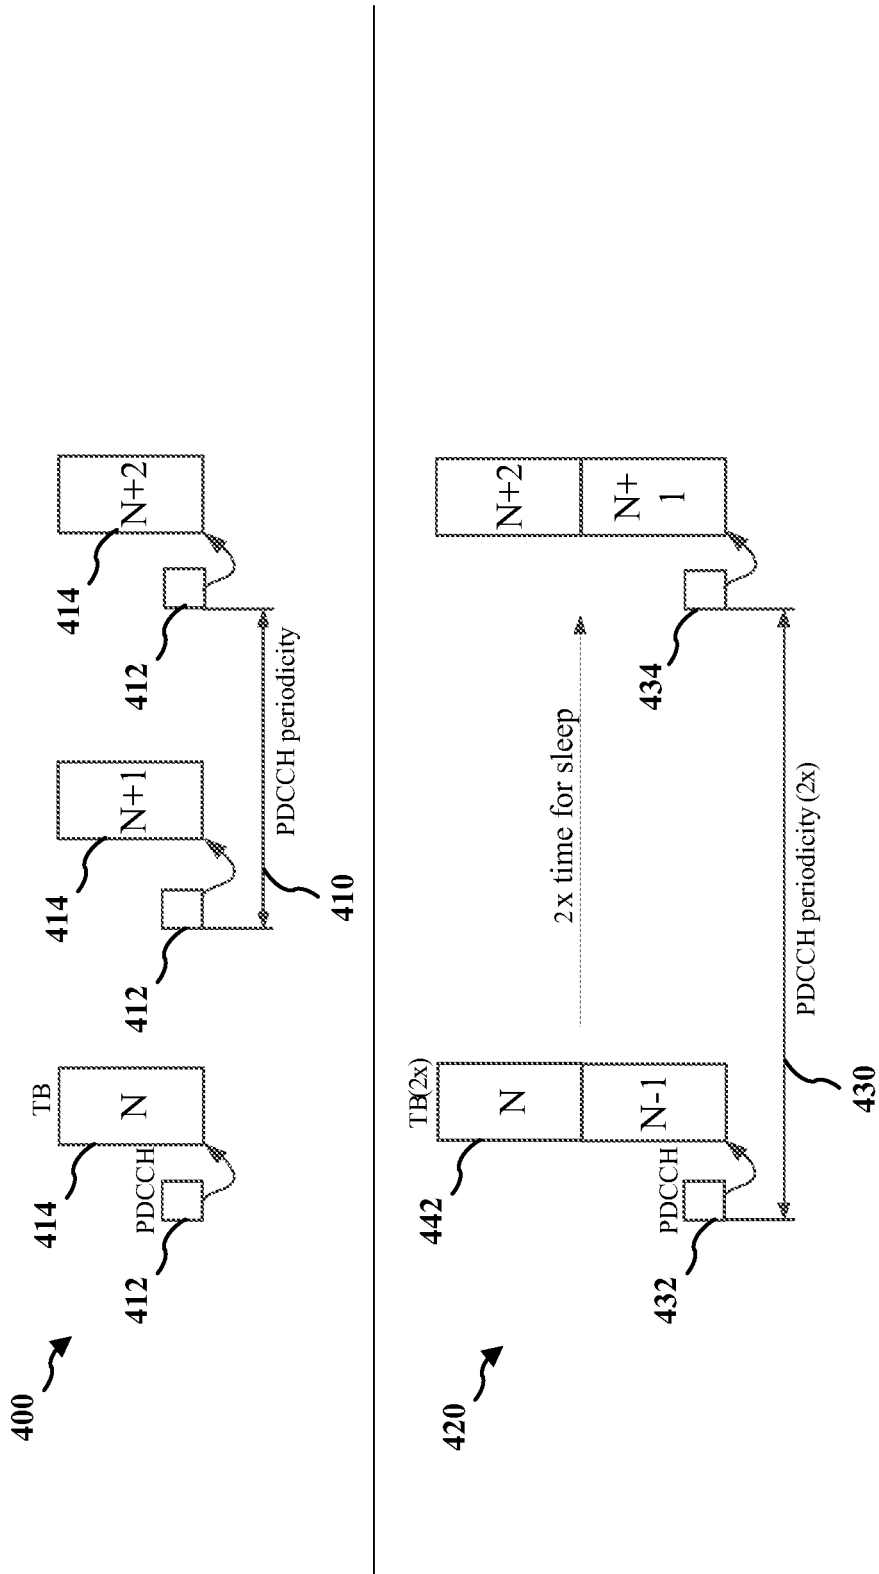 400
TB
N
N+1
N+2
PDCCH
414
414
414
412
412
412
PDCCH periodicity
410
420
TB(2x)
N
N-1
N+2
N+
1
442
PDCCH
2x time for sleep
432
434
PDCCH periodicity (2x)
430